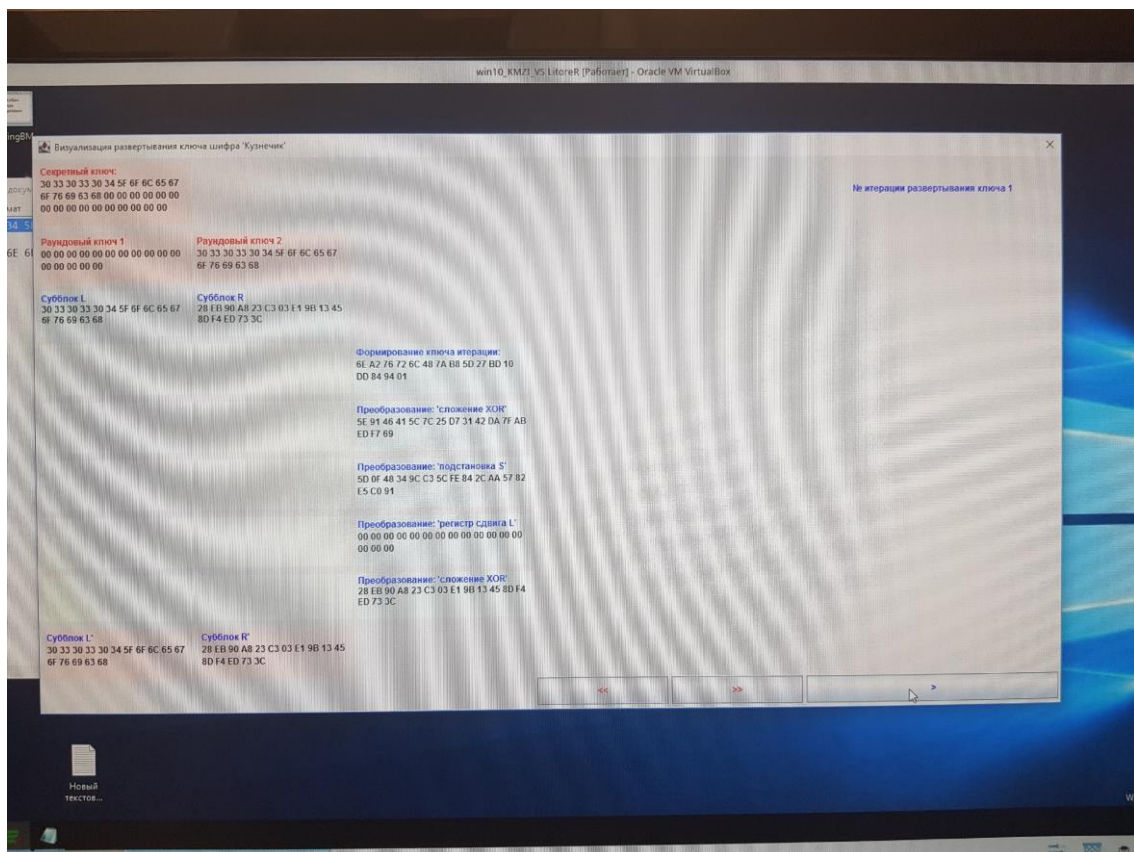 win10_KMZI_V5 LitoreR [Работает] - Oracle VM VirtualBox
ingBM
Визуализация развертывания ключа шифра 'Кузнечик'
Секретный ключ:
30 33 30 33 30 34 5F 6F 6C 65 67
6F 76 69 63 68 00 00 00 00 00 00
00 00 00 00 00 00 00 00 00 00
№ итерации развертывания ключа 1
докум
мат
34 5
6E 6
Раундовый ключ 1
00 00 00 00 00 00 00 00 00 00 00
00 00 00 00 00
Раундовый ключ 2
30 33 30 33 30 34 5F 6F 6C 65 67
6F 76 69 63 68
Субблок L
30 33 30 33 30 34 5F 6F 6C 65 67
6F 76 69 63 68
Субблок R
28 EB 90 A8 23 C3 03 E1 9B 13 45
8D F4 ED 73 3C
Формирование ключа итерации:
6E A2 76 72 6C 48 7A B8 5D 27 BD 10
DD 84 94 01
Преобразование: 'сложение XOR'
5E 91 46 41 5C 7C 25 D7 31 42 DA 7F AB
ED F7 69
Преобразование: 'подстановка S'
5D 0F 48 34 9C C3 5C FE 84 2C AA 57 82
E5 C0 91
Преобразование: 'регистр сдвига L'
00 00 00 00 00 00 00 00 00 00 00 00 00
00 00 00
Преобразование: 'сложение XOR'
28 EB 90 A8 23 C3 03 E1 9B 13 45 8D F4
ED 73 3C
Субблок L'
30 33 30 33 30 34 5F 6F 6C 65 67
6F 76 69 63 68
Субблок R'
28 EB 90 A8 23 C3 03 E1 9B 13 45
8D F4 ED 73 3C
<<
>>
>
Новый
текстов...
W